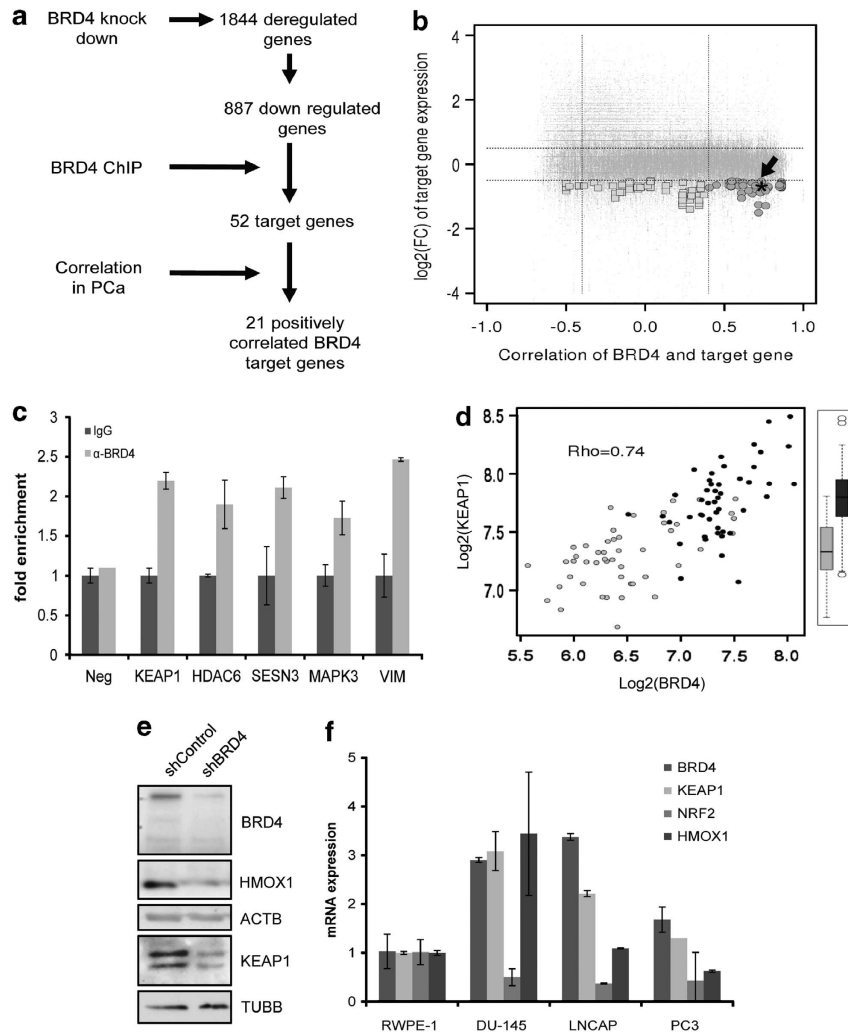 a
BRD4 knock down
1844 deregulated genes
887 down regulated genes
BRD4 ChIP
52 target genes
Correlation in PCa
21 positively correlated BRD4 target genes
b
log2(FC) of target gene expression
4
2
0
-2
-4
*
-1.0 -0.5 0.0 0.5 1.0
Correlation of BRD4 and target gene
c
fold enrichment
3
2.5
2
1.5
1
0.5
0
IgG
α-BRD4
Neg KEAP1 HDAC6 SESN3 MAPK3 VIM
d
Log2(KEAP1)
8.5
8.0
7.5
7.0
Rho=0.74
5.5 6.0 6.5 7.0 7.5 8.0
Log2(BRD4)
e
shControl
shBRD4
BRD4
HMOX1
ACTB
KEAP1
TUBB
f
mRNA expression
5
4
3
2
1
0
BRD4
KEAP1
NRF2
HMOX1
RWPE-1 DU-145 LNCAP PC3